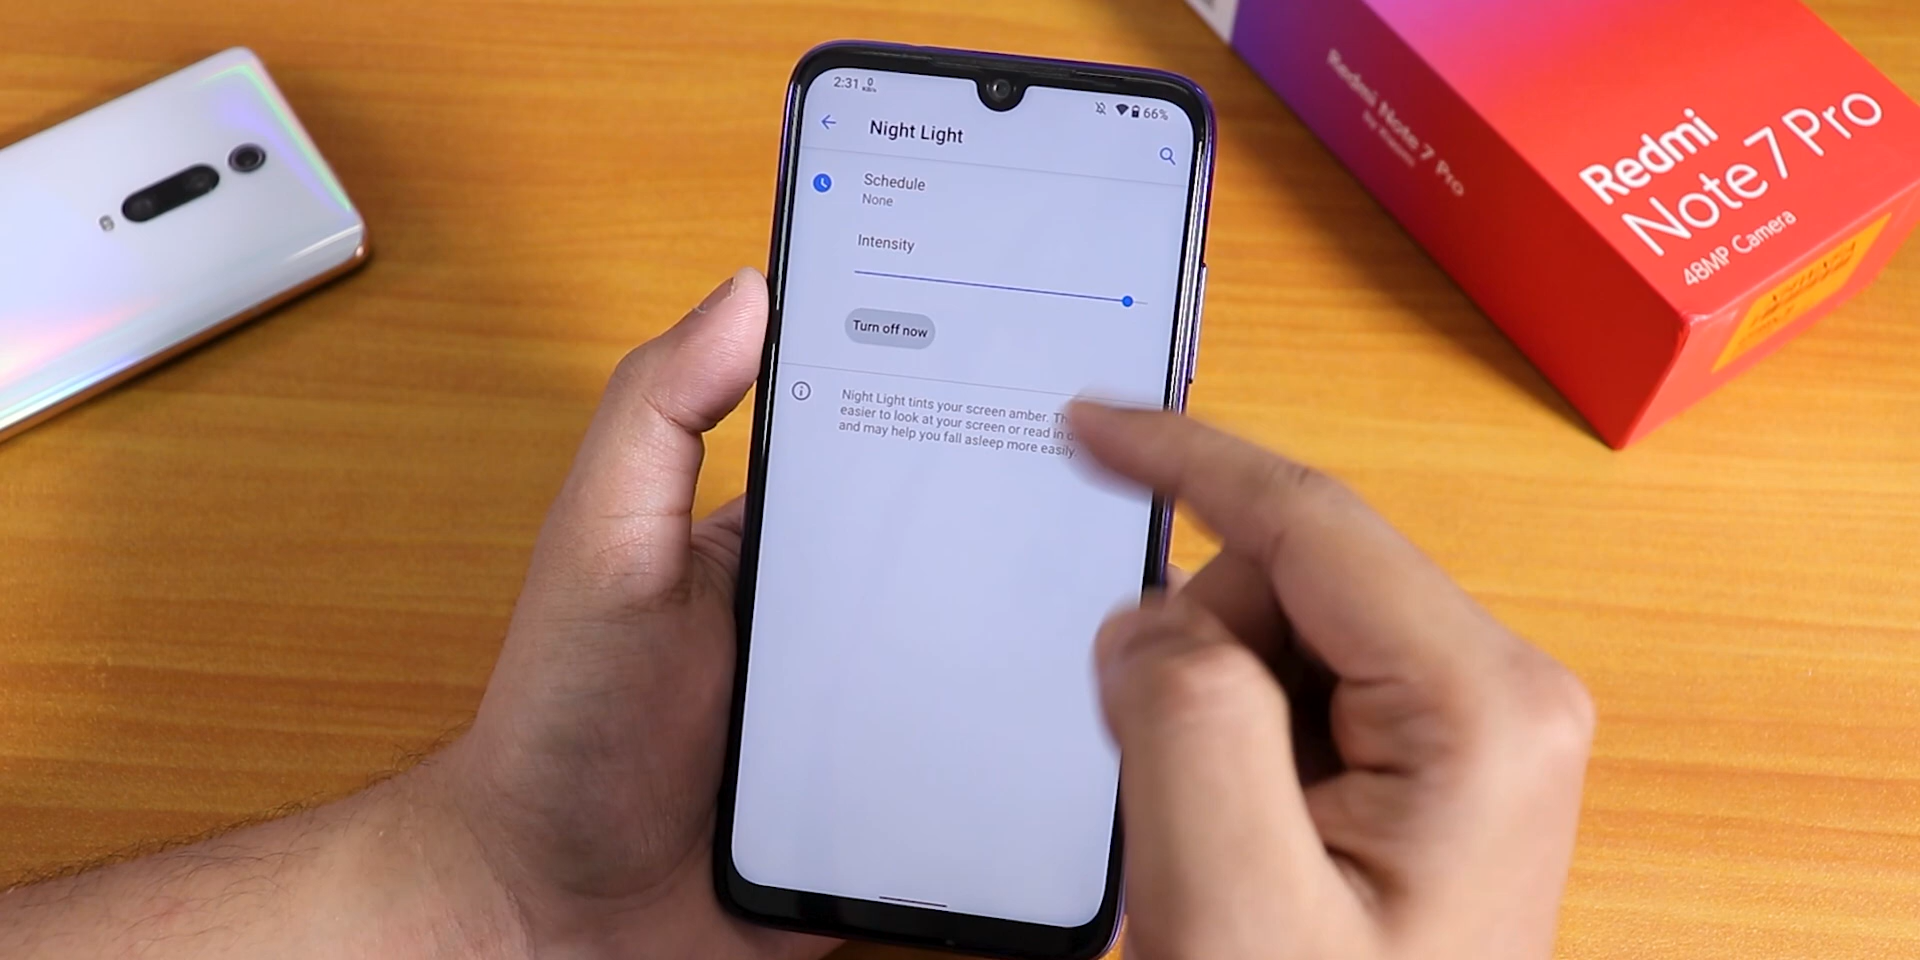 2:31 0 KB/s
66%
Night Light
Schedule
None
Intensity
Turn off now
Night Light tints your screen amber. Th
easier to look at your screen or read in d
and may help you fall asleep more easily.
Redmi Note 7 Pro
Redmi
Note 7 Pro
48MP Camera